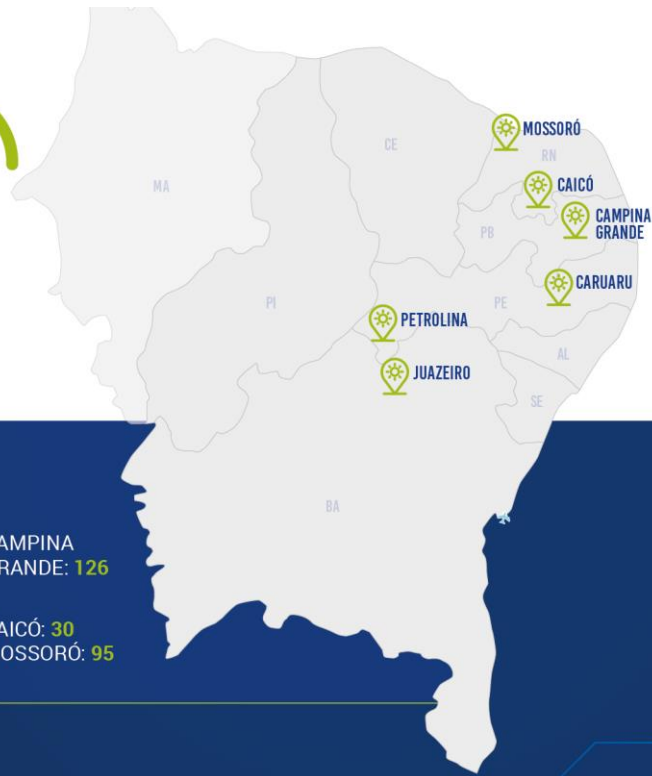 MOSSORÓ
CE
RN
CAICÓ
MA
CAMPINA
GRANDE
PB
CARUARU
PI
PE
PETROLINA
AL
JUAZEIRO
SE
BA
AMPINA
RANDE: 126
AICÓ: 30
OSSORÓ: 95